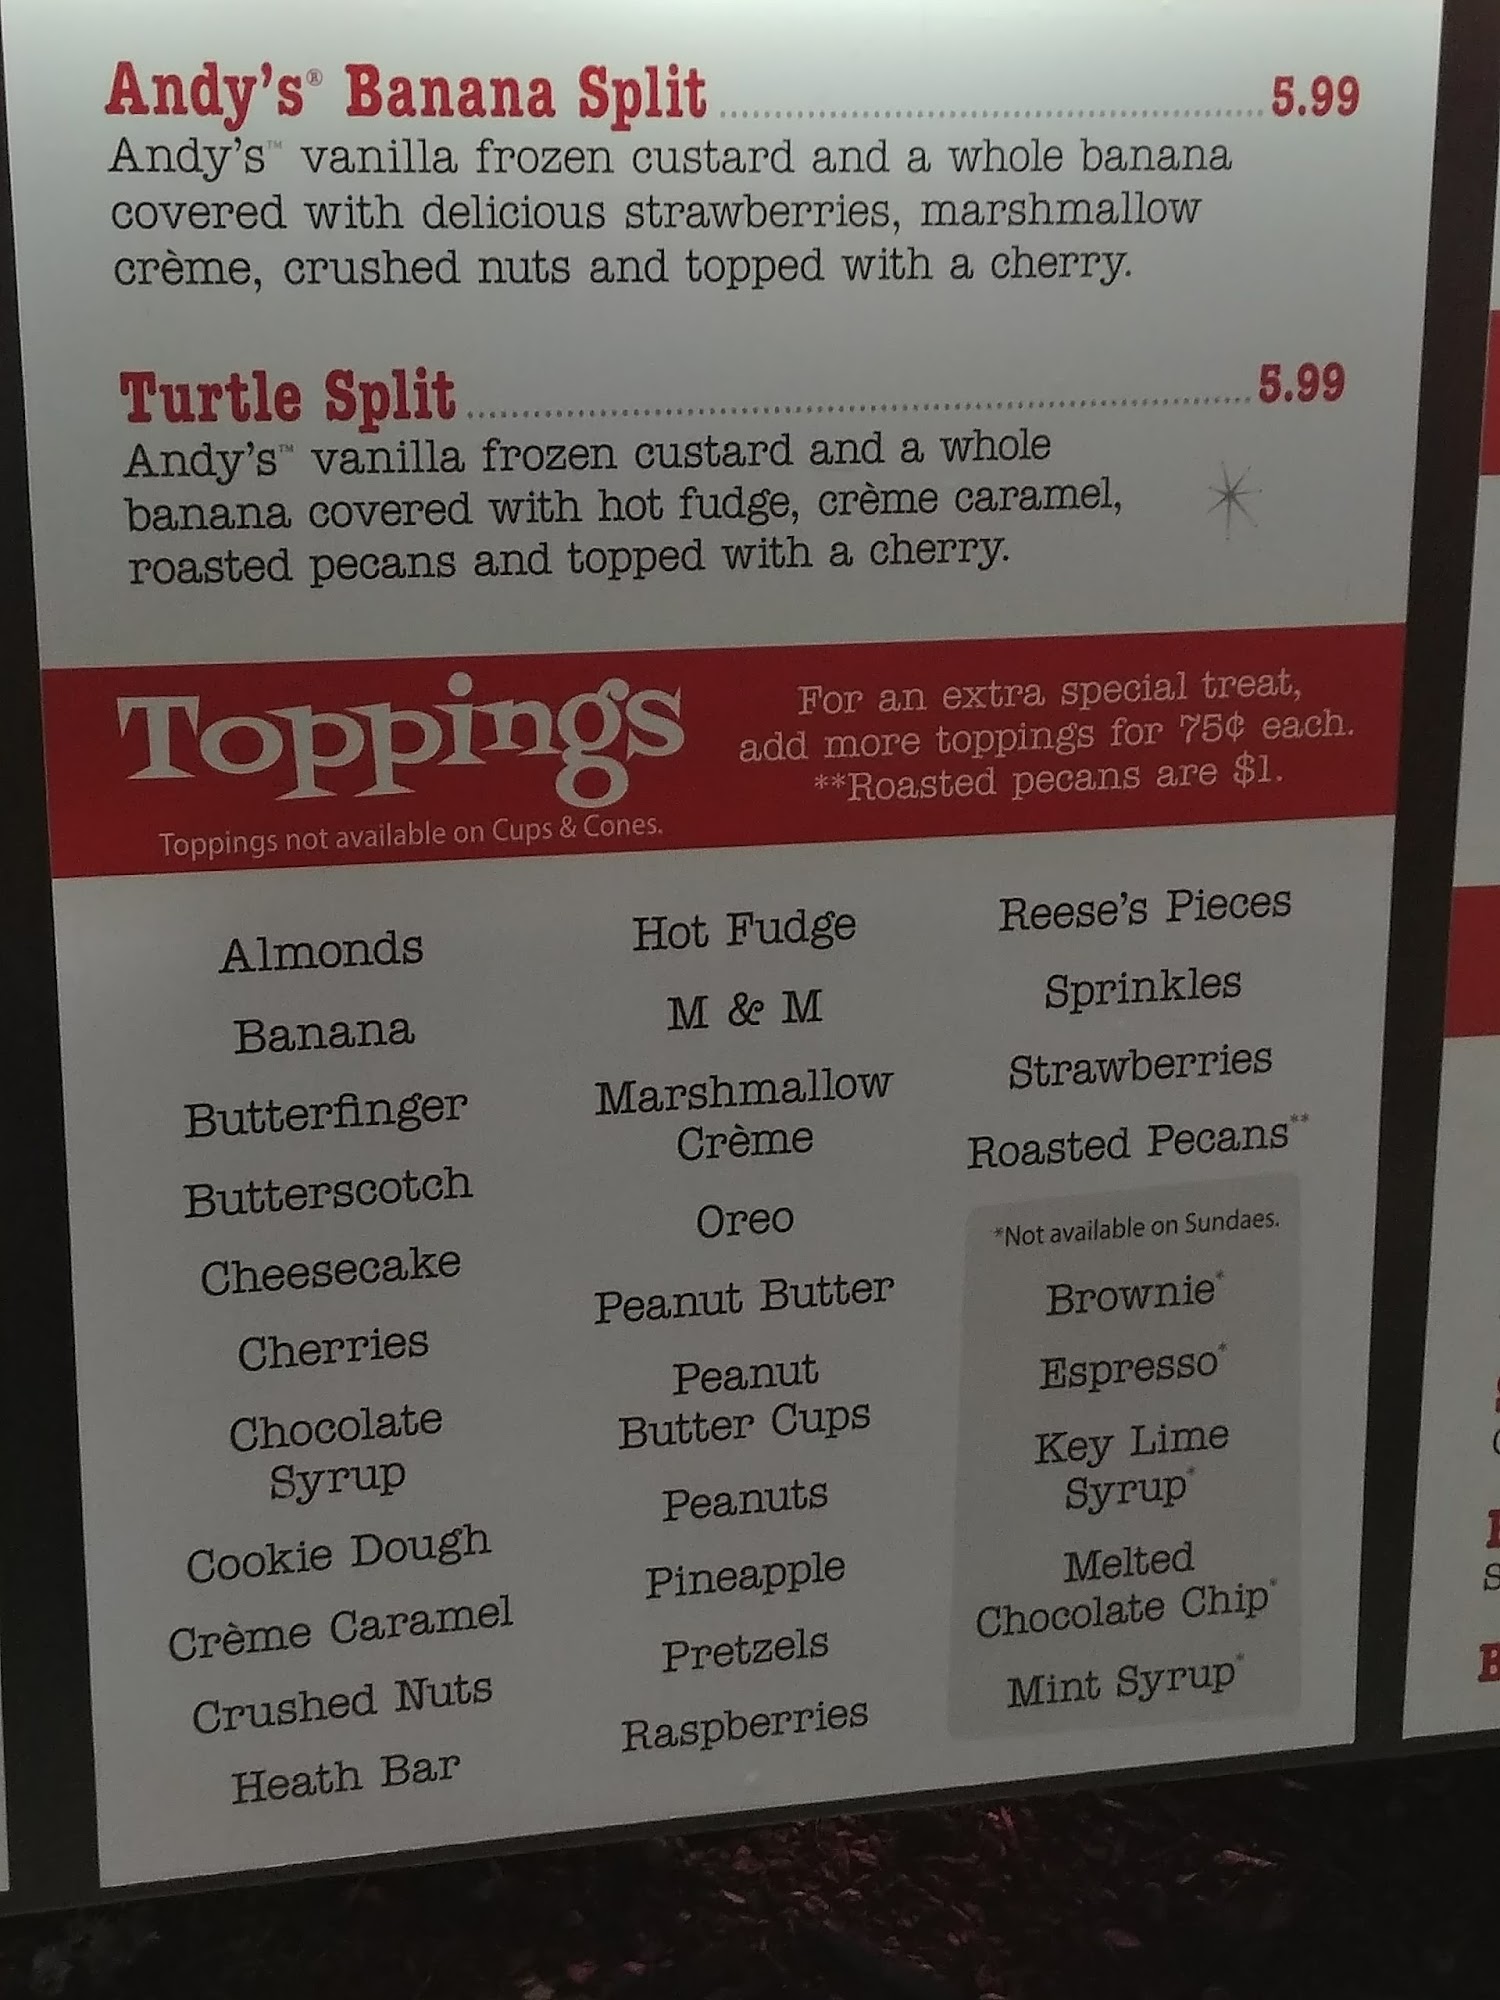 Andy's® Banana Split 5.99
Andy's™ vanilla frozen custard and a whole banana
covered with delicious strawberries, marshmallow
crème, crushed nuts and topped with a cherry.
Turtle Split 5.99
Andy's™ vanilla frozen custard and a whole
banana covered with hot fudge, crème caramel,
roasted pecans and topped with a cherry.
Toppings
Toppings not available on Cups & Cones.
For an extra special treat,
add more toppings for 75¢ each.
**Roasted pecans are $1.
Almonds
Banana
Butterfinger
Butterscotch
Cheesecake
Cherries
Chocolate
Syrup
Cookie Dough
Crème Caramel
Crushed Nuts
Heath Bar
Hot Fudge
M & M
Marshmallow
Crème
Oreo
Peanut Butter
Peanut
Butter Cups
Peanuts
Pineapple
Pretzels
Raspberries
Reese's Pieces
Sprinkles
Strawberries
Roasted Pecans**
*Not available on Sundaes.
Brownie*
Espresso*
Key Lime
Syrup*
Melted
Chocolate Chip*
Mint Syrup*